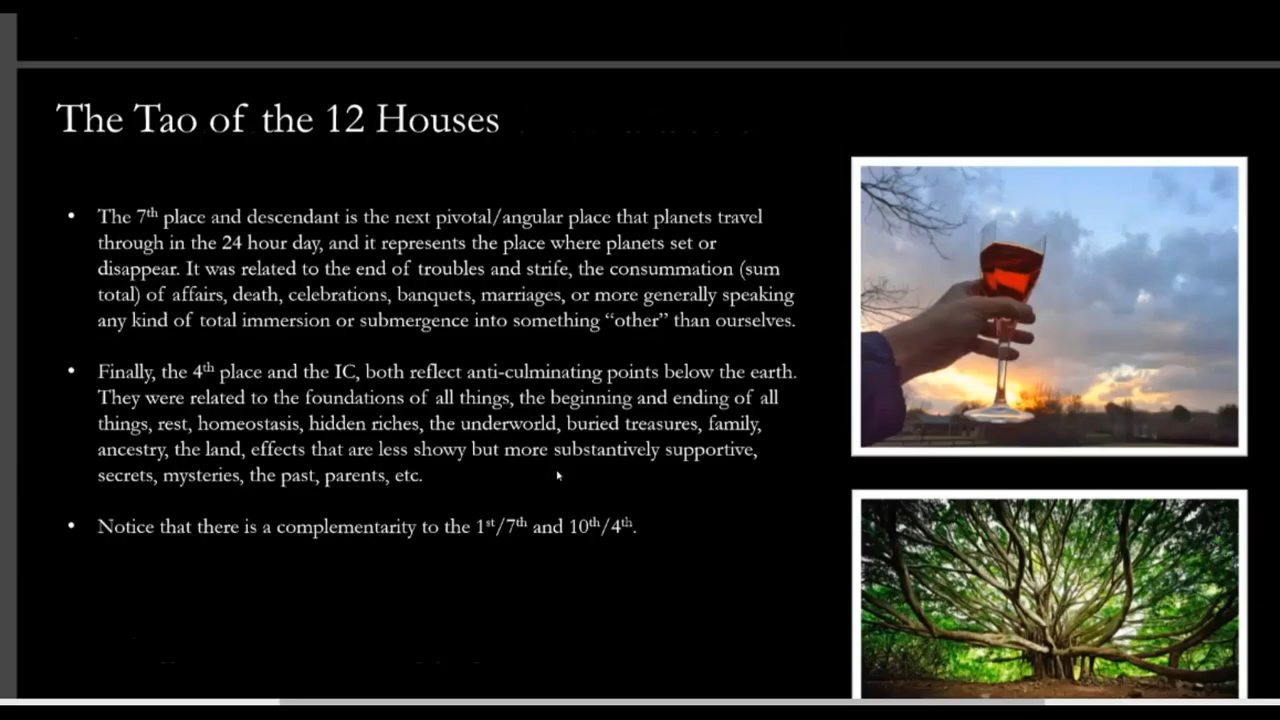 The Tao of the 12 Houses
• The 7th place and descendant is the next pivotal/angular place that planets travel
through in the 24 hour day, and it represents the place where planets set or
disappear. It was related to the end of troubles and strife, the consummation (sum
total) of affairs, death, celebrations, banquets, marriages, or more generally speaking
any kind of total immersion or submergence into something “other” than ourselves.
• Finally, the 4th place and the IC, both reflect anti-culminating points below the earth.
They were related to the foundations of all things, the beginning and ending of all
things, rest, homeostasis, hidden riches, the underworld, buried treasures, family,
ancestry, the land, effects that are less showy but more substantively supportive,
secrets, mysteries, the past, parents, etc.
• Notice that there is a complementarity to the 1st/7th and 10th/4th.